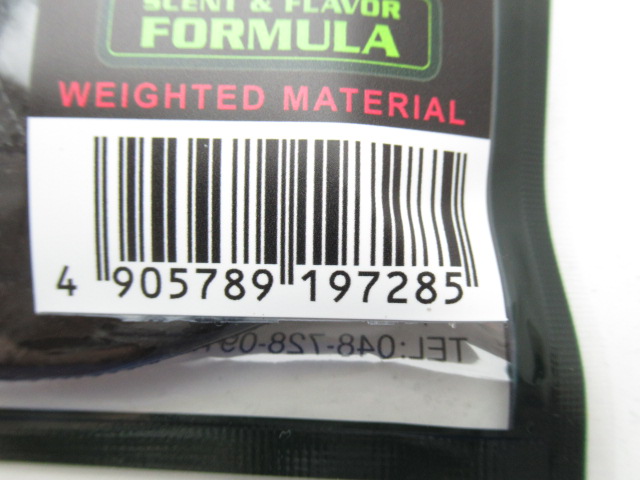 SCENT & FLAVOR
FORMULA
WEIGHTED MATERIAL
4 905789 197285
TEL:048-728-09